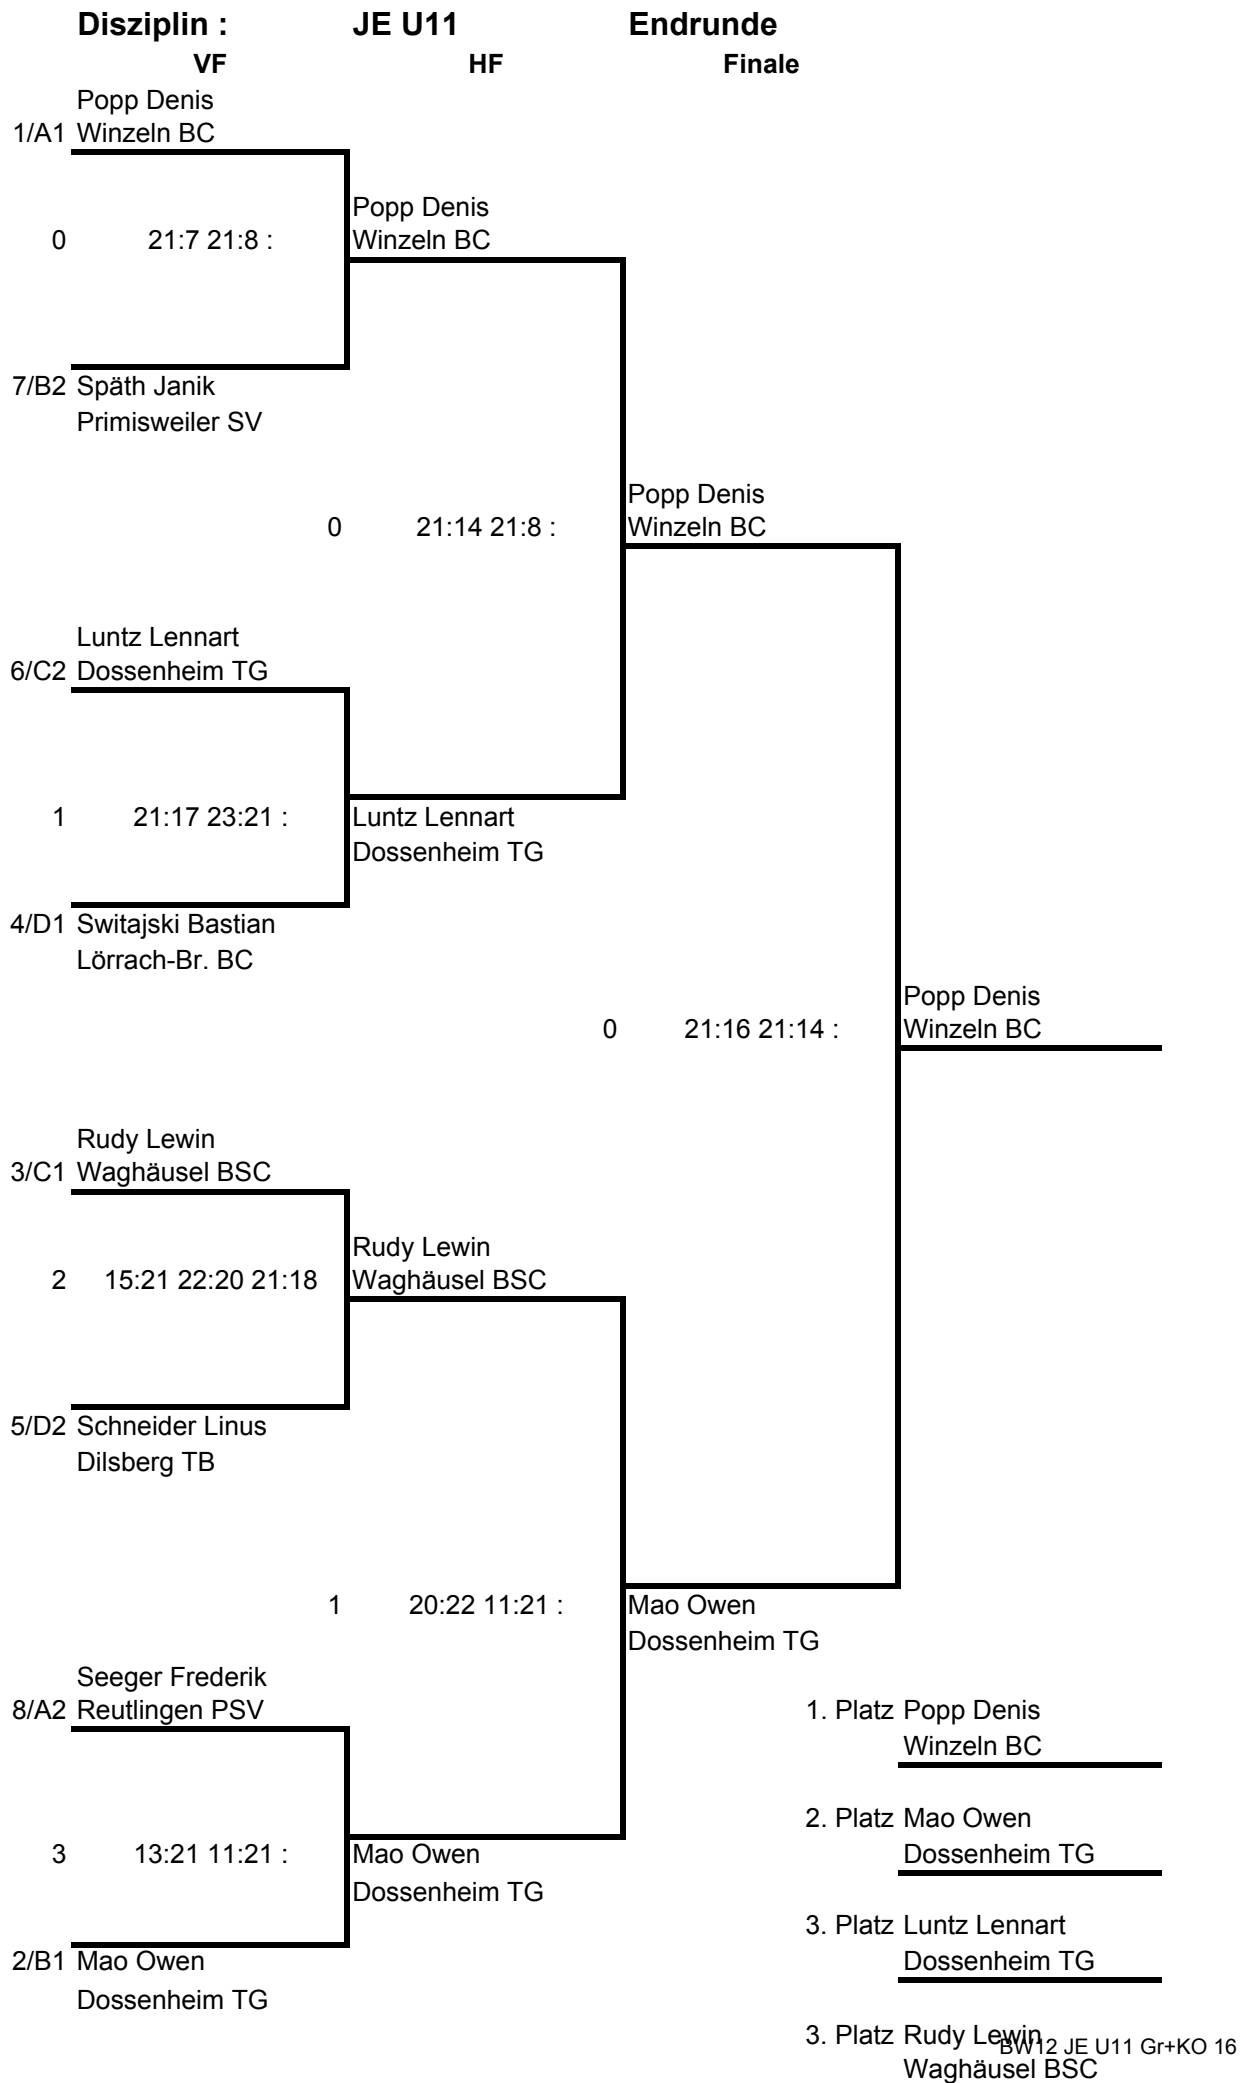 Disziplin : JE U11 Endrunde
VF HF Finale
Popp Denis
1/A1 Winzeln BC
Popp Denis
0 21:7 21:8 : Winzeln BC
7/B2 Späth Janik
Primisweiler SV
Popp Denis
0 21:14 21:8 : Winzeln BC
Luntz Lennart
6/C2 Dossenheim TG
1 21:17 23:21 : Luntz Lennart
Dossenheim TG
4/D1 Switajski Bastian
Lörrach-Br. BC
Popp Denis
0 21:16 21:14 : Winzeln BC
Rudy Lewin
3/C1 Waghäusel BSC
Rudy Lewin
2 15:21 22:20 21:18 Waghäusel BSC
5/D2 Schneider Linus
Dilsberg TB
1 20:22 11:21 : Mao Owen
Dossenheim TG
Seeger Frederik
8/A2 Reutlingen PSV
1. Platz Popp Denis
Winzeln BC
2. Platz Mao Owen
3 13:21 11:21 : Mao Owen Dossenheim TG
Dossenheim TG
3. Platz Luntz Lennart
2/B1 Mao Owen Dossenheim TG
Dossenheim TG
3. Platz Rudy Lewin
BW12 JE U11 Gr+KO 16
Waghäusel BSC